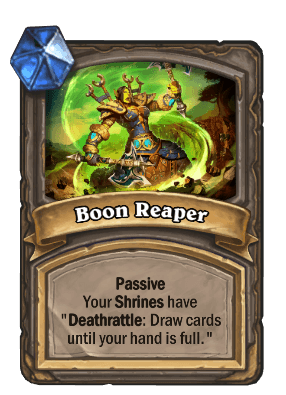 Boon Reaper
Passive
Your Shrines have
"Deathrattle: Draw cards
until your hand is full."